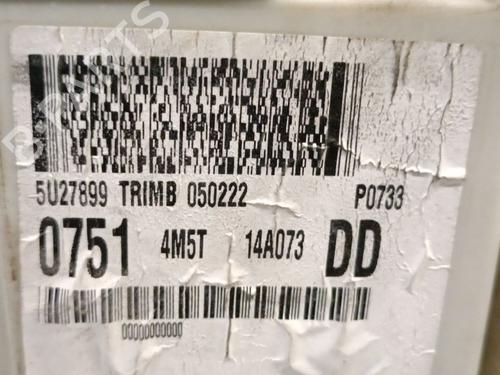 B-PARTS
5U27899 TRIMB 050222 P0733
0751 4M5T 14A073 DD
00000000000